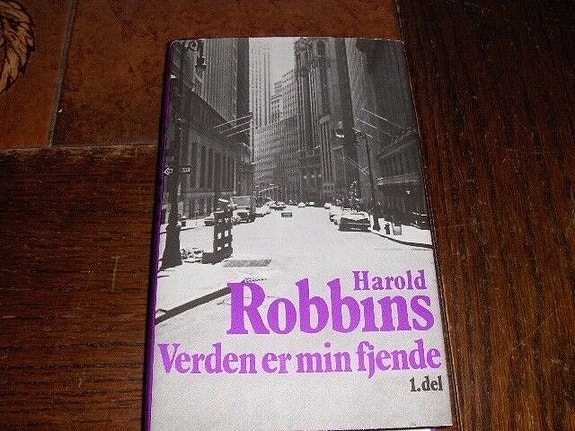 Harold
Robbins
Verden er min fjende
1. del